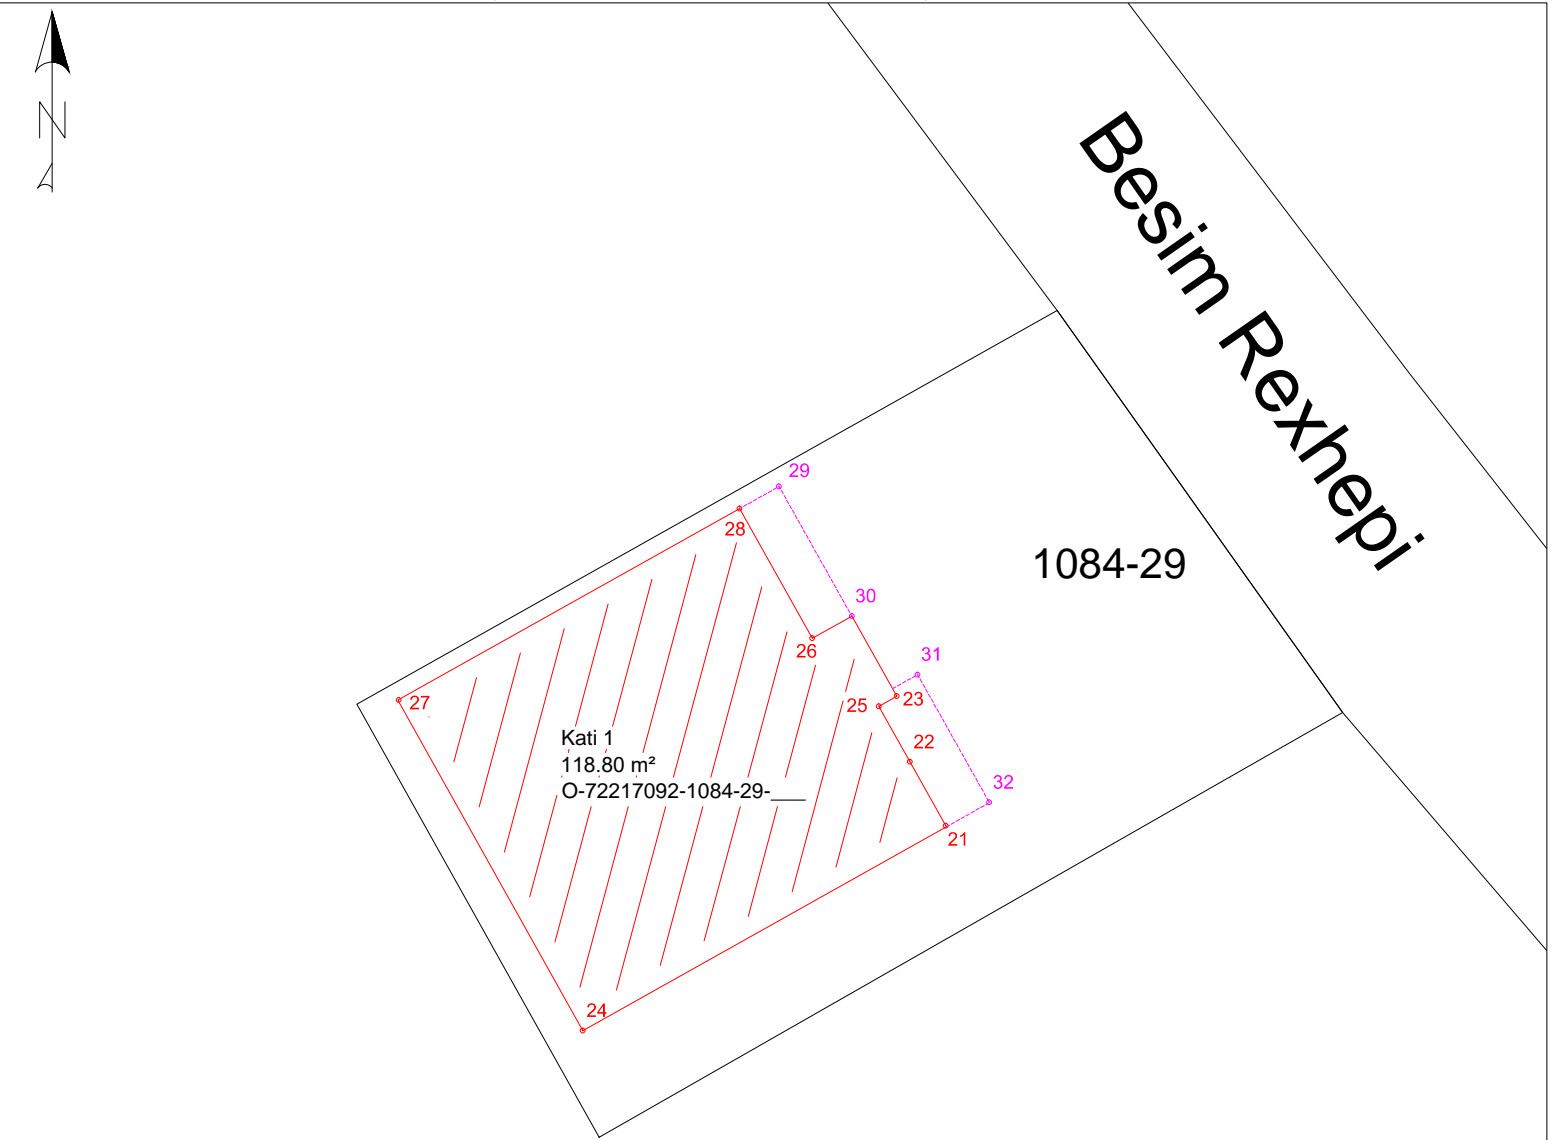 N
Besim Rexhepi
29
28
1084-29
30
26
31
27
25
23
Kati 1
22
118.80 m²
O-72217092-1084-29-___
32
21
24